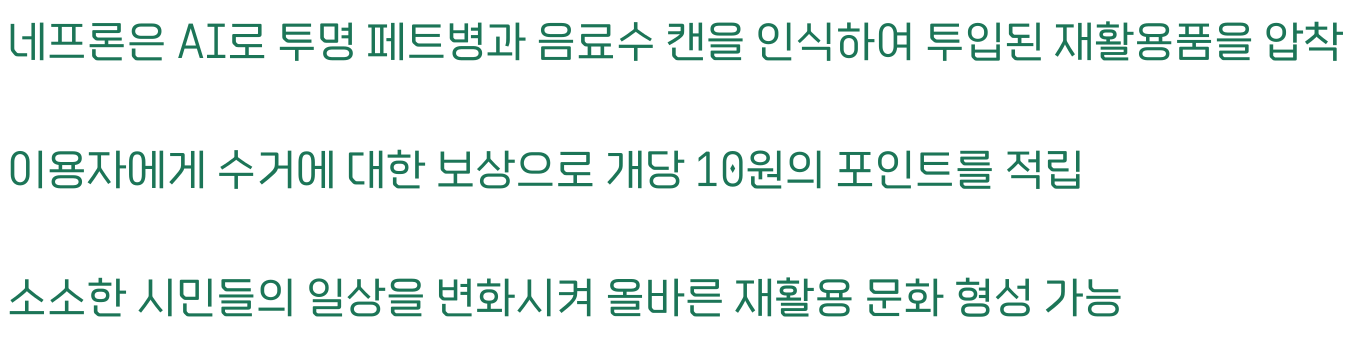 네프론은 AI로 투명 페트병과 음료수 캔을 인식하여 투입된 재활용품을 압착
이용자에게 수거에 대한 보상으로 개당 10원의 포인트를 적립
소소한 시민들의 일상을 변화시켜 올바른 재활용 문화 형성 가능